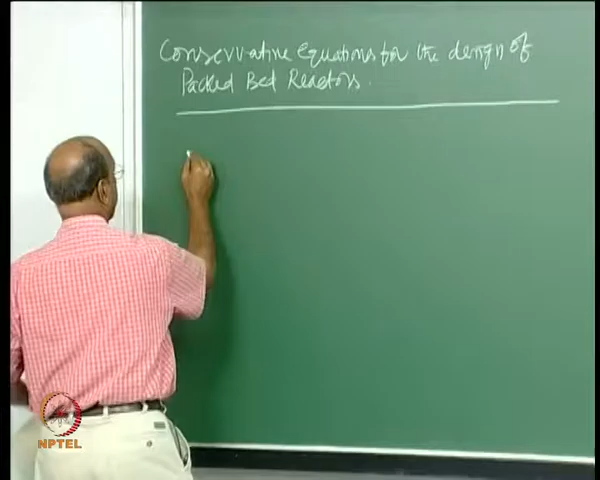 Conservative Equations for the design of
Packed Bed Reactors.
NPTEL